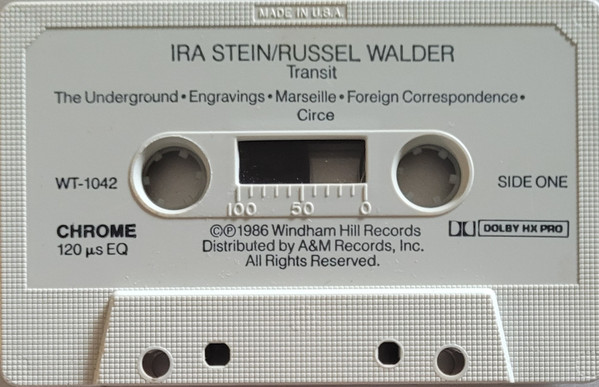 MADE IN U.S.A.
IRA STEIN/RUSSEL WALDER
Transit
The Underground • Engravings • Marseille • Foreign Correspondence •
Circe
WT-1042
SIDE ONE
100 50 0
CHROME
120 µs EQ
©℗1986 Windham Hill Records
Distributed by A&M Records, Inc.
All Rights Reserved.
DOLBY HX PRO